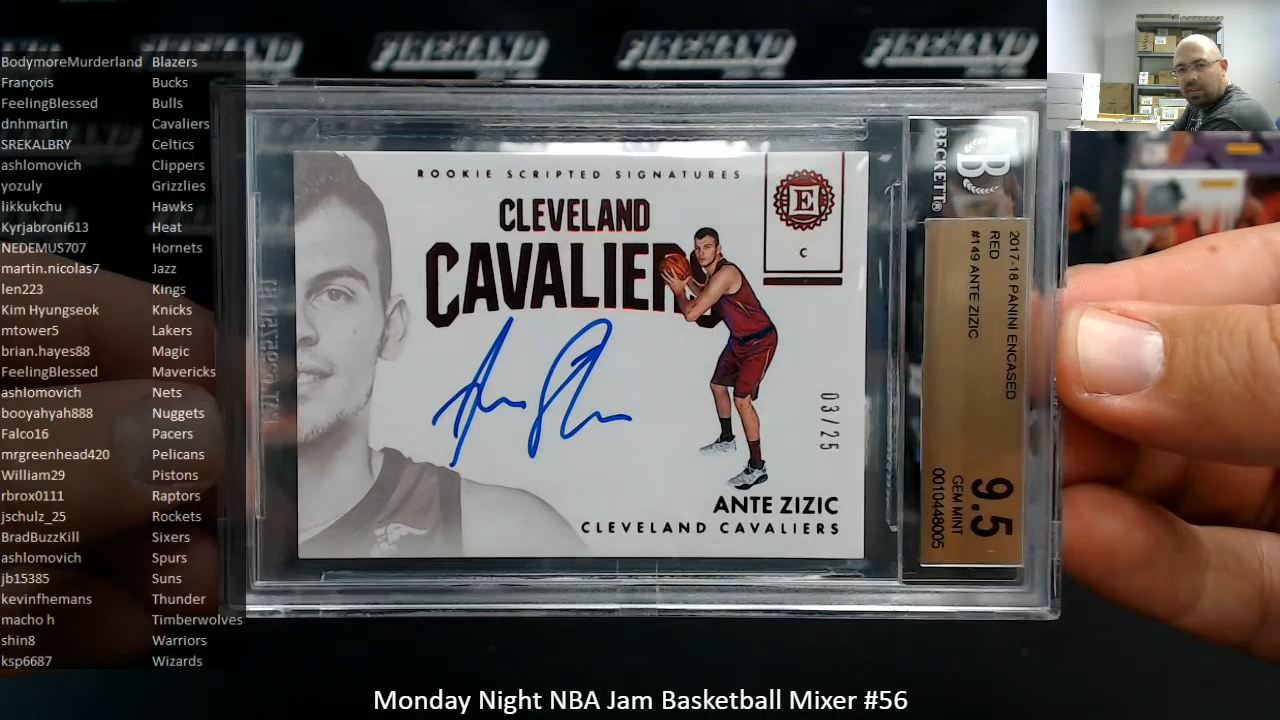 FIREHAND FIREHAND FIREHAND FIREHAND
BodymoreMurderland Blazers
François Bucks
FeelingBlessed Bulls
dnhmartin Cavaliers
SREKALBRY Celtics
ashlomovich Clippers
yozuly Grizzlies
likkukchu Hawks
Kyrjabroni613 Heat
NEDEMUS707 Hornets
martin.nicolas7 Jazz
len223 Kings
Kim Hyungseok Knicks
mtower5 Lakers
brian.hayes88 Magic
FeelingBlessed Mavericks
ashlomovich Nets
booyahyah888 Nuggets
Falco16 Pacers
mrgreenhead420 Pelicans
William29 Pistons
rbrox0111 Raptors
jschulz_25 Rockets
BradBuzzKill Sixers
ashlomovich Spurs
jb15385 Suns
kevinfhemans Thunder
macho h Timberwolves
shin8 Warriors
ksp6687 Wizards
ROOKIE SCRIPTED SIGNATURES
E
C
CLEVELAND
CAVALIERS
03/25
ANTE ZIZIC
CLEVELAND CAVALIERS
B
BECKETT®
2017-18 PANINI ENCASED
RED
#149 ANTE ZIZIC
9.5
GEM MINT
0010448005
Monday Night NBA Jam Basketball Mixer #56